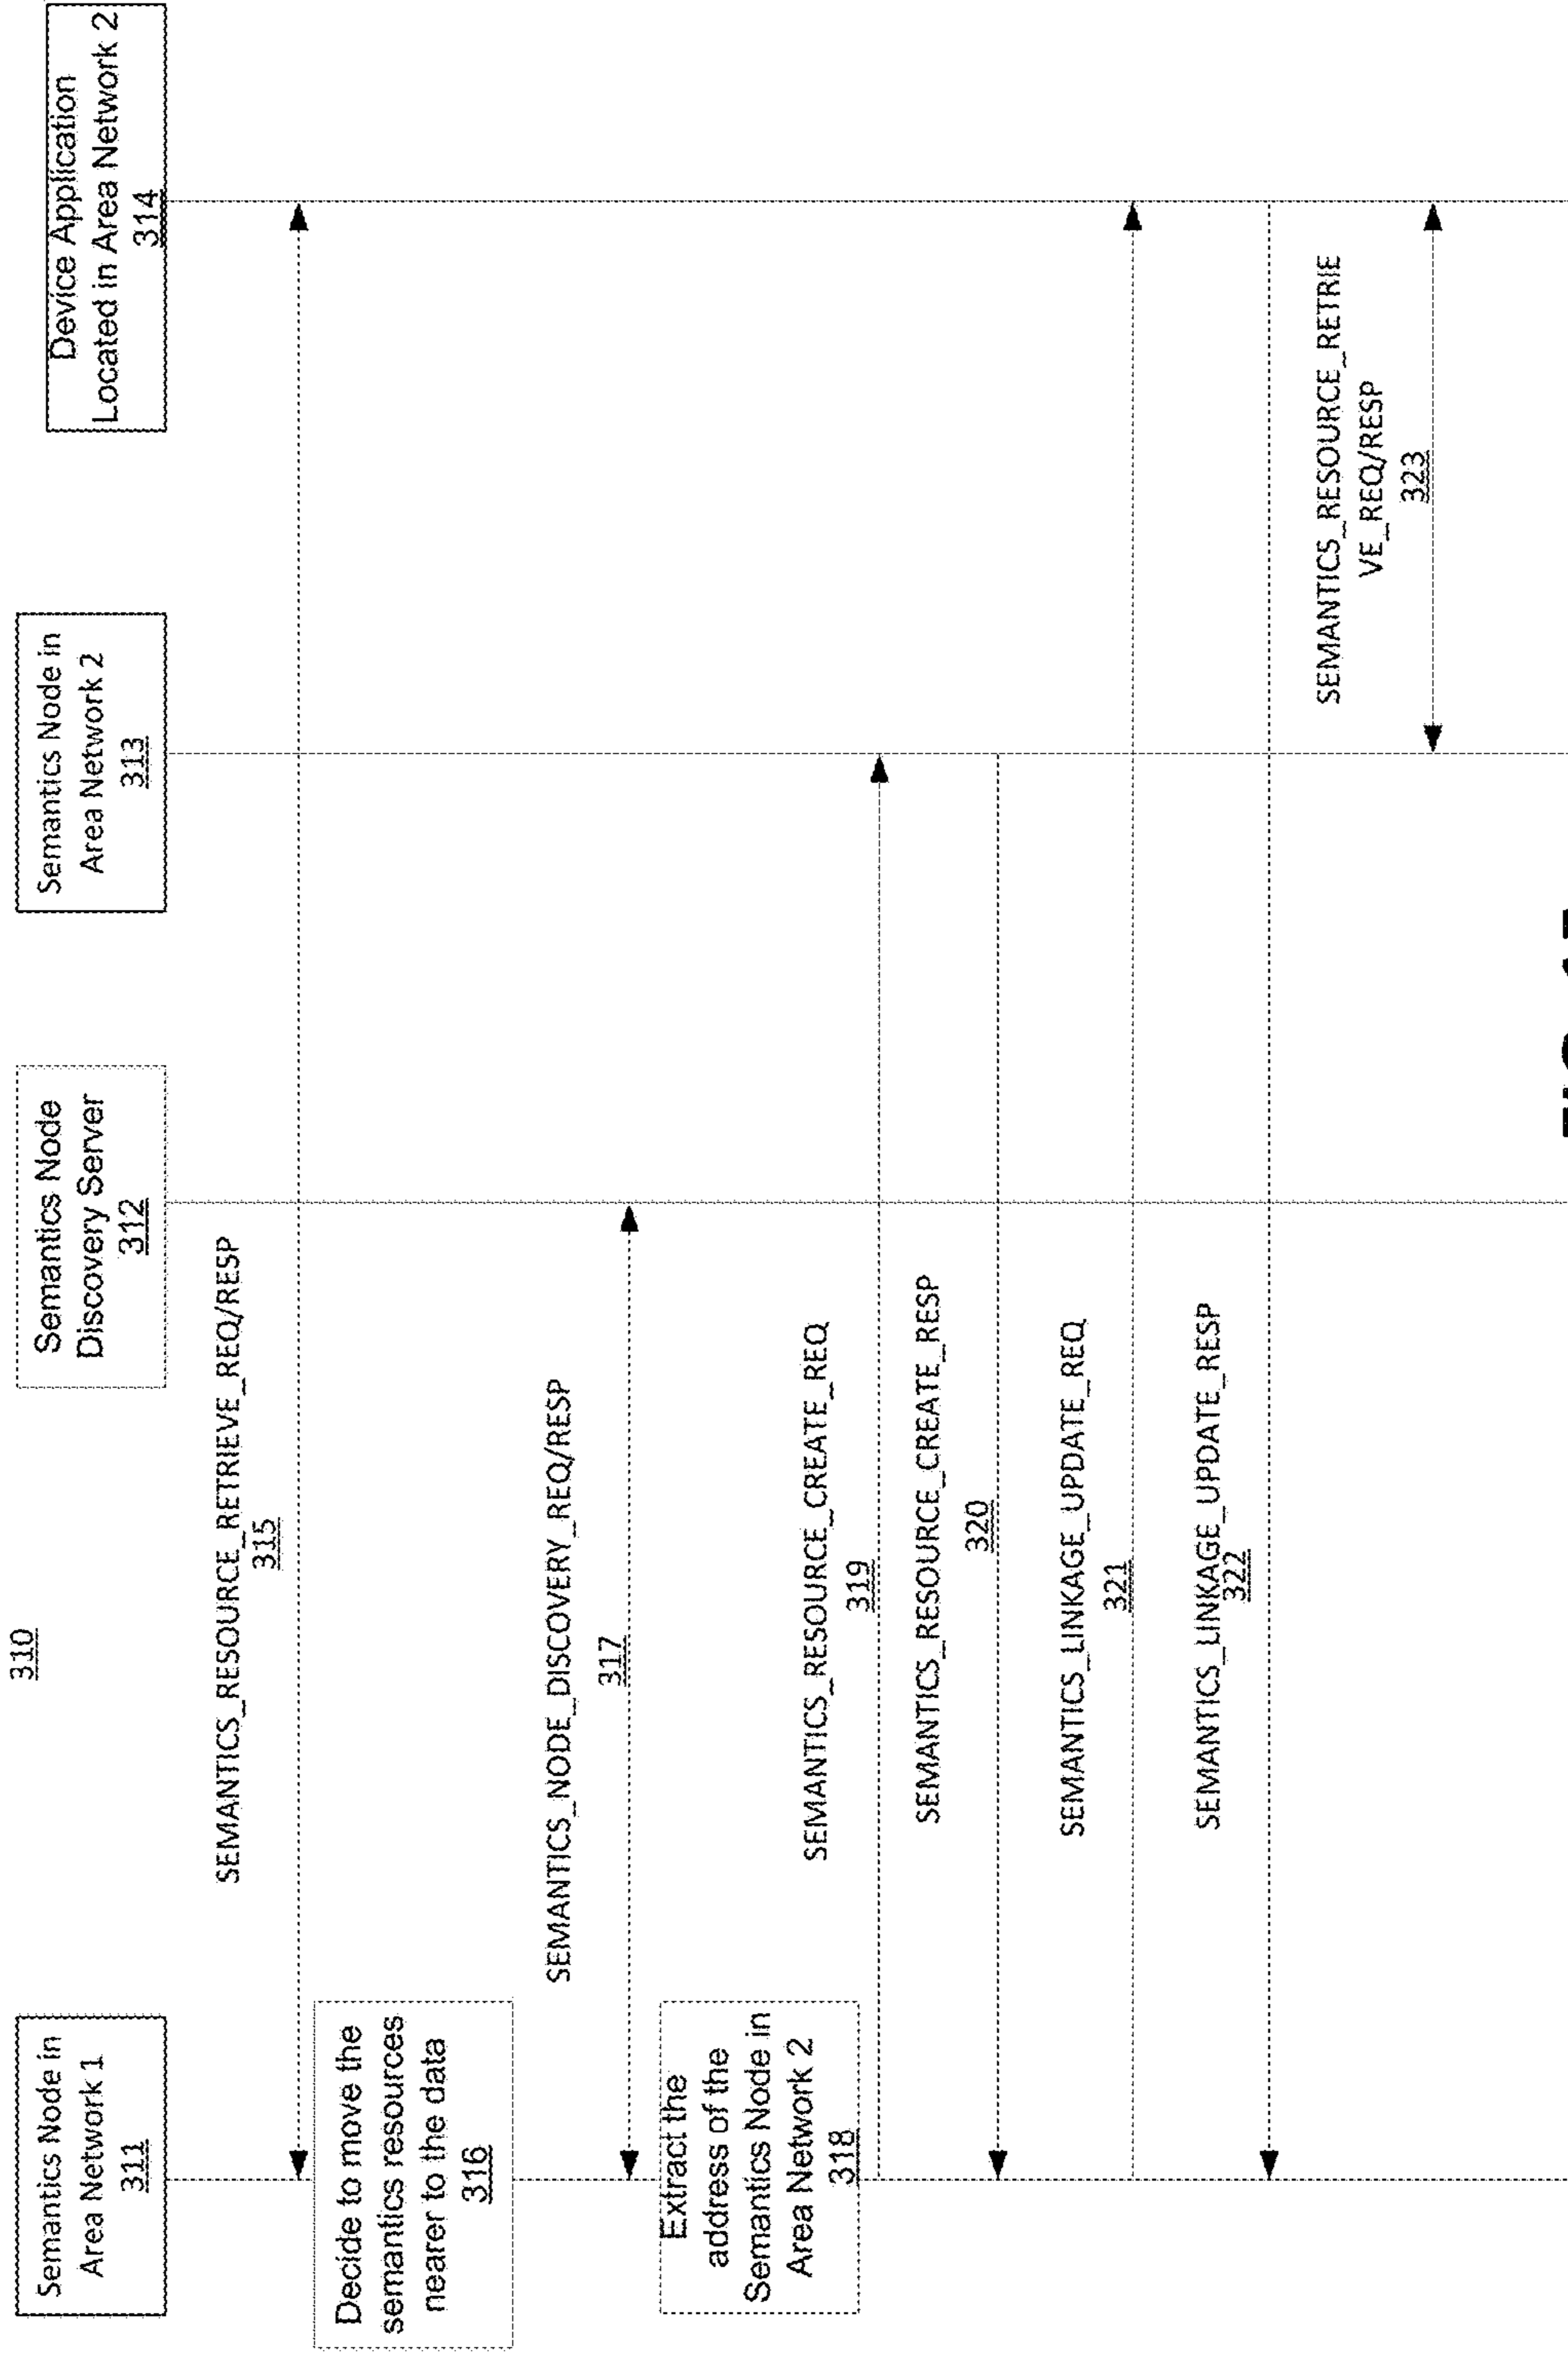 310
Semantics Node in
Area Network 1
311
Semantics Node
Discovery Server
312
Semantics Node in
Area Network 2
313
Device Application
Located in Area Network 2
314
SEMANTICS_RESOURCE_RETRIEVE_REQ/RESP
315
Decide to move the
semantics resources
nearer to the data
316
SEMANTICS_NODE_DISCOVERY_REQ/RESP
317
Extract the
address of the
Semantics Node in
Area Network 2
318
SEMANTICS_RESOURCE_CREATE_REQ
319
SEMANTICS_RESOURCE_CREATE_RESP
320
SEMANTICS_LINKAGE_UPDATE_REQ
321
SEMANTICS_LINKAGE_UPDATE_RESP
322
SEMANTICS_RESOURCE_RETRIE
VE_REQ/RESP
323